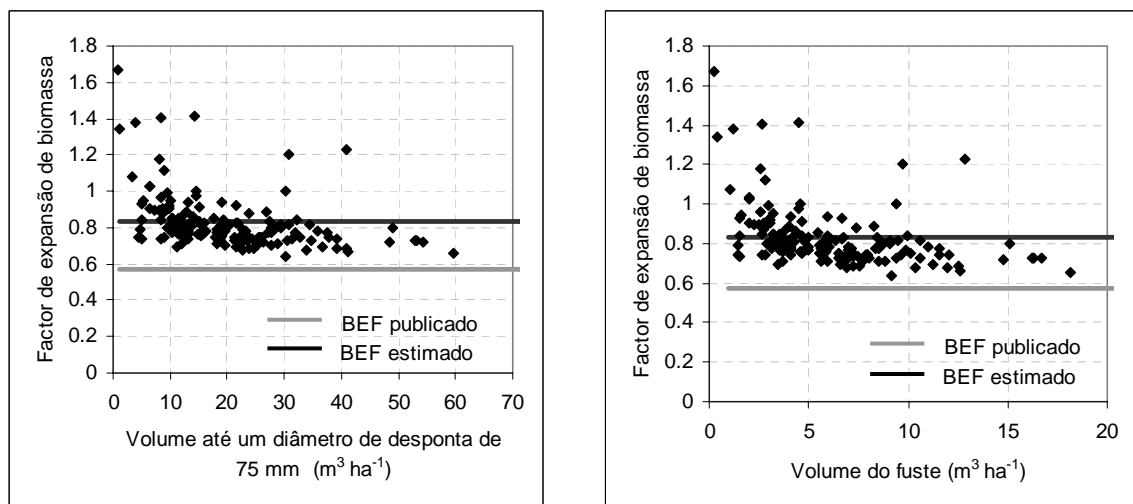 Factor de expansão de biomassa
1.8
1.6
1.4
1.2
1
0.8
0.6
0.4
0.2
0
BEF publicado
BEF estimado
0 10 20 30 40 50 60 70
Volume até um diâmetro de desponta de
75 mm (m³ ha⁻¹)
Factor de expansão de biomassa
1.8
1.6
1.4
1.2
1
0.8
0.6
0.4
0.2
0
BEF publicado
BEF estimado
0 5 10 15 20
Volume do fuste (m³ ha⁻¹)